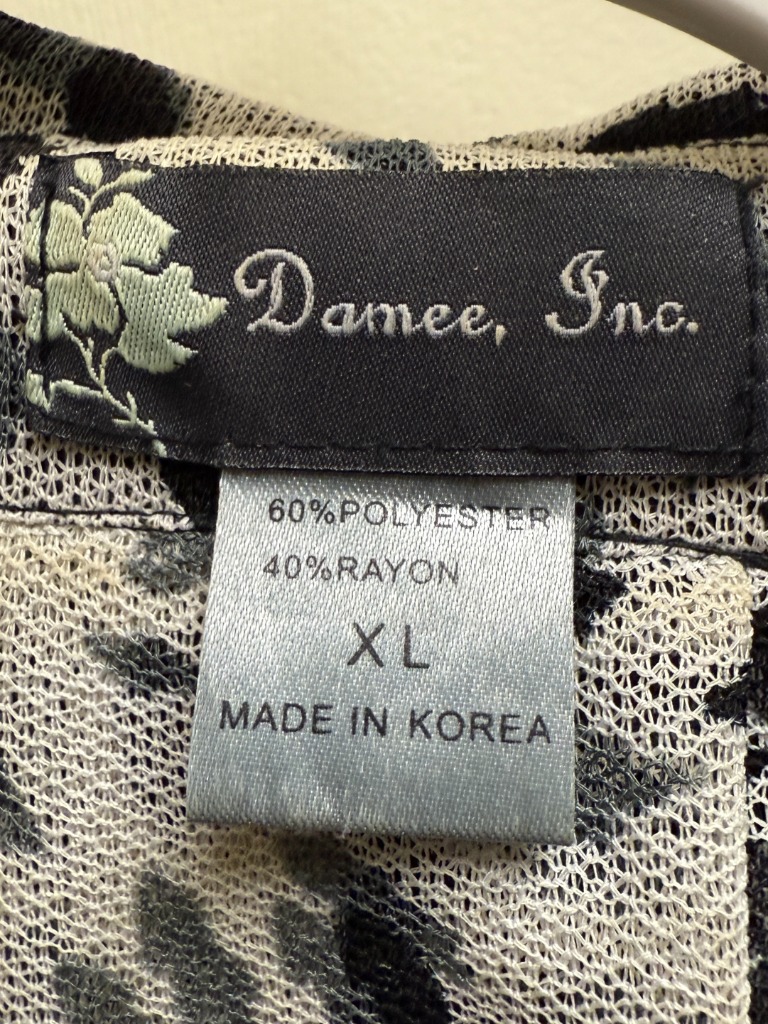 Damee, Inc.
60%POLYESTER
40%RAYON
XL
MADE IN KOREA